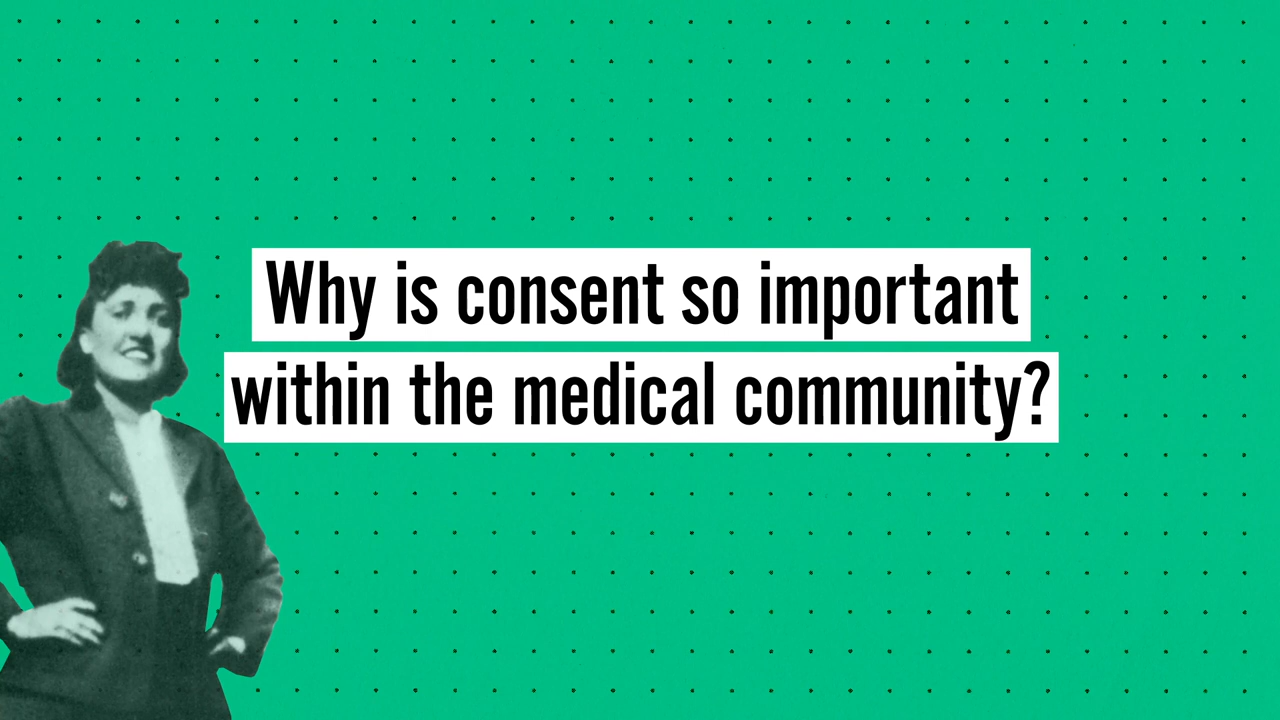 Why is consent so important
within the medical community?